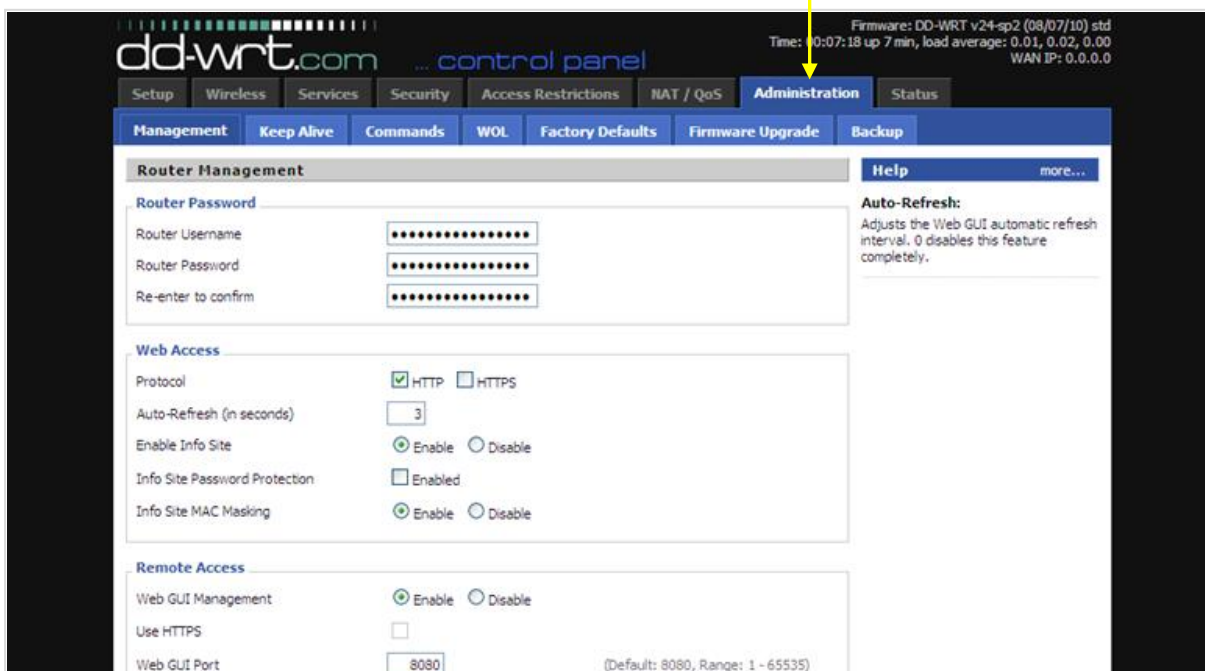 Firmware: DD-WRT v24-sp2 (08/07/10) std
Time: 00:07:18 up 7 min, load average: 0.01, 0.02, 0.00
WAN IP: 0.0.0.0
dd-wrt.com ... control panel
Setup Wireless Services Security Access Restrictions NAT / QoS Administration Status
Management Keep Alive Commands WOL Factory Defaults Firmware Upgrade Backup
Router Management
Router Password
Router Username ••••••••••••••••
Router Password ••••••••••••••••
Re-enter to confirm ••••••••••••••••
Web Access
Protocol HTTP HTTPS
Auto-Refresh (in seconds) 3
Enable Info Site Enable Disable
Info Site Password Protection Enabled
Info Site MAC Masking Enable Disable
Remote Access
Web GUI Management Enable Disable
Use HTTPS
Web GUI Port 8080 (Default: 8080, Range: 1 - 65535)
Help more...
Auto-Refresh:
Adjusts the Web GUI automatic refresh
interval. 0 disables this feature
completely.